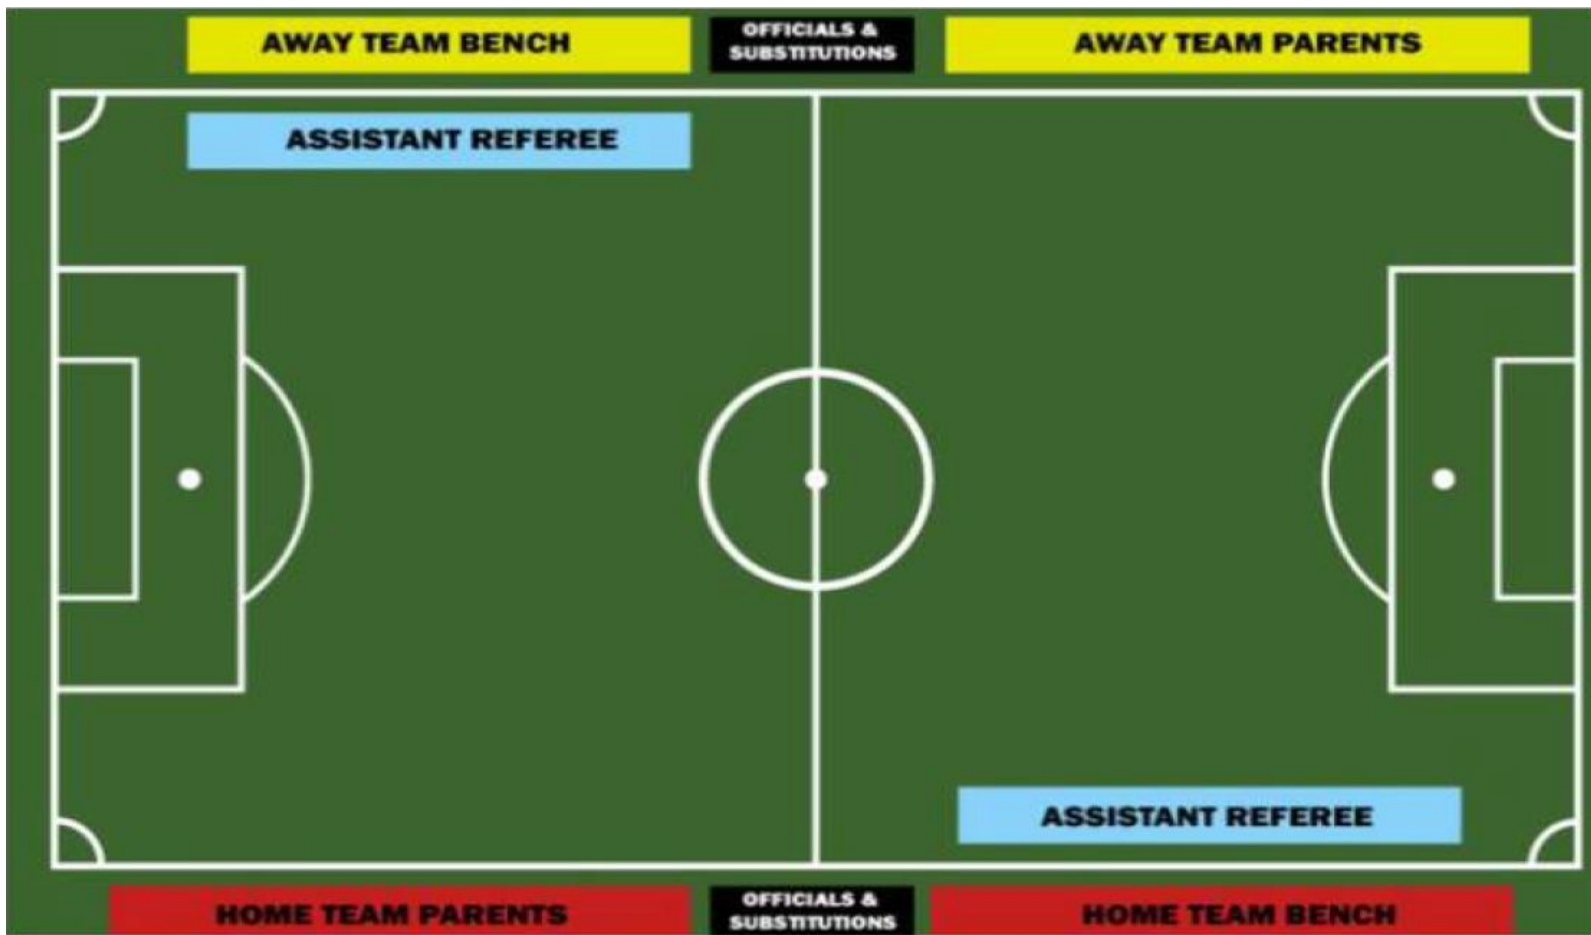 AWAY TEAM BENCH
OFFICIALS &
SUBSTITUTIONS
AWAY TEAM PARENTS
ASSISTANT REFEREE
ASSISTANT REFEREE
HOME TEAM PARENTS
OFFICIALS &
SUBSTITUTIONS
HOME TEAM BENCH